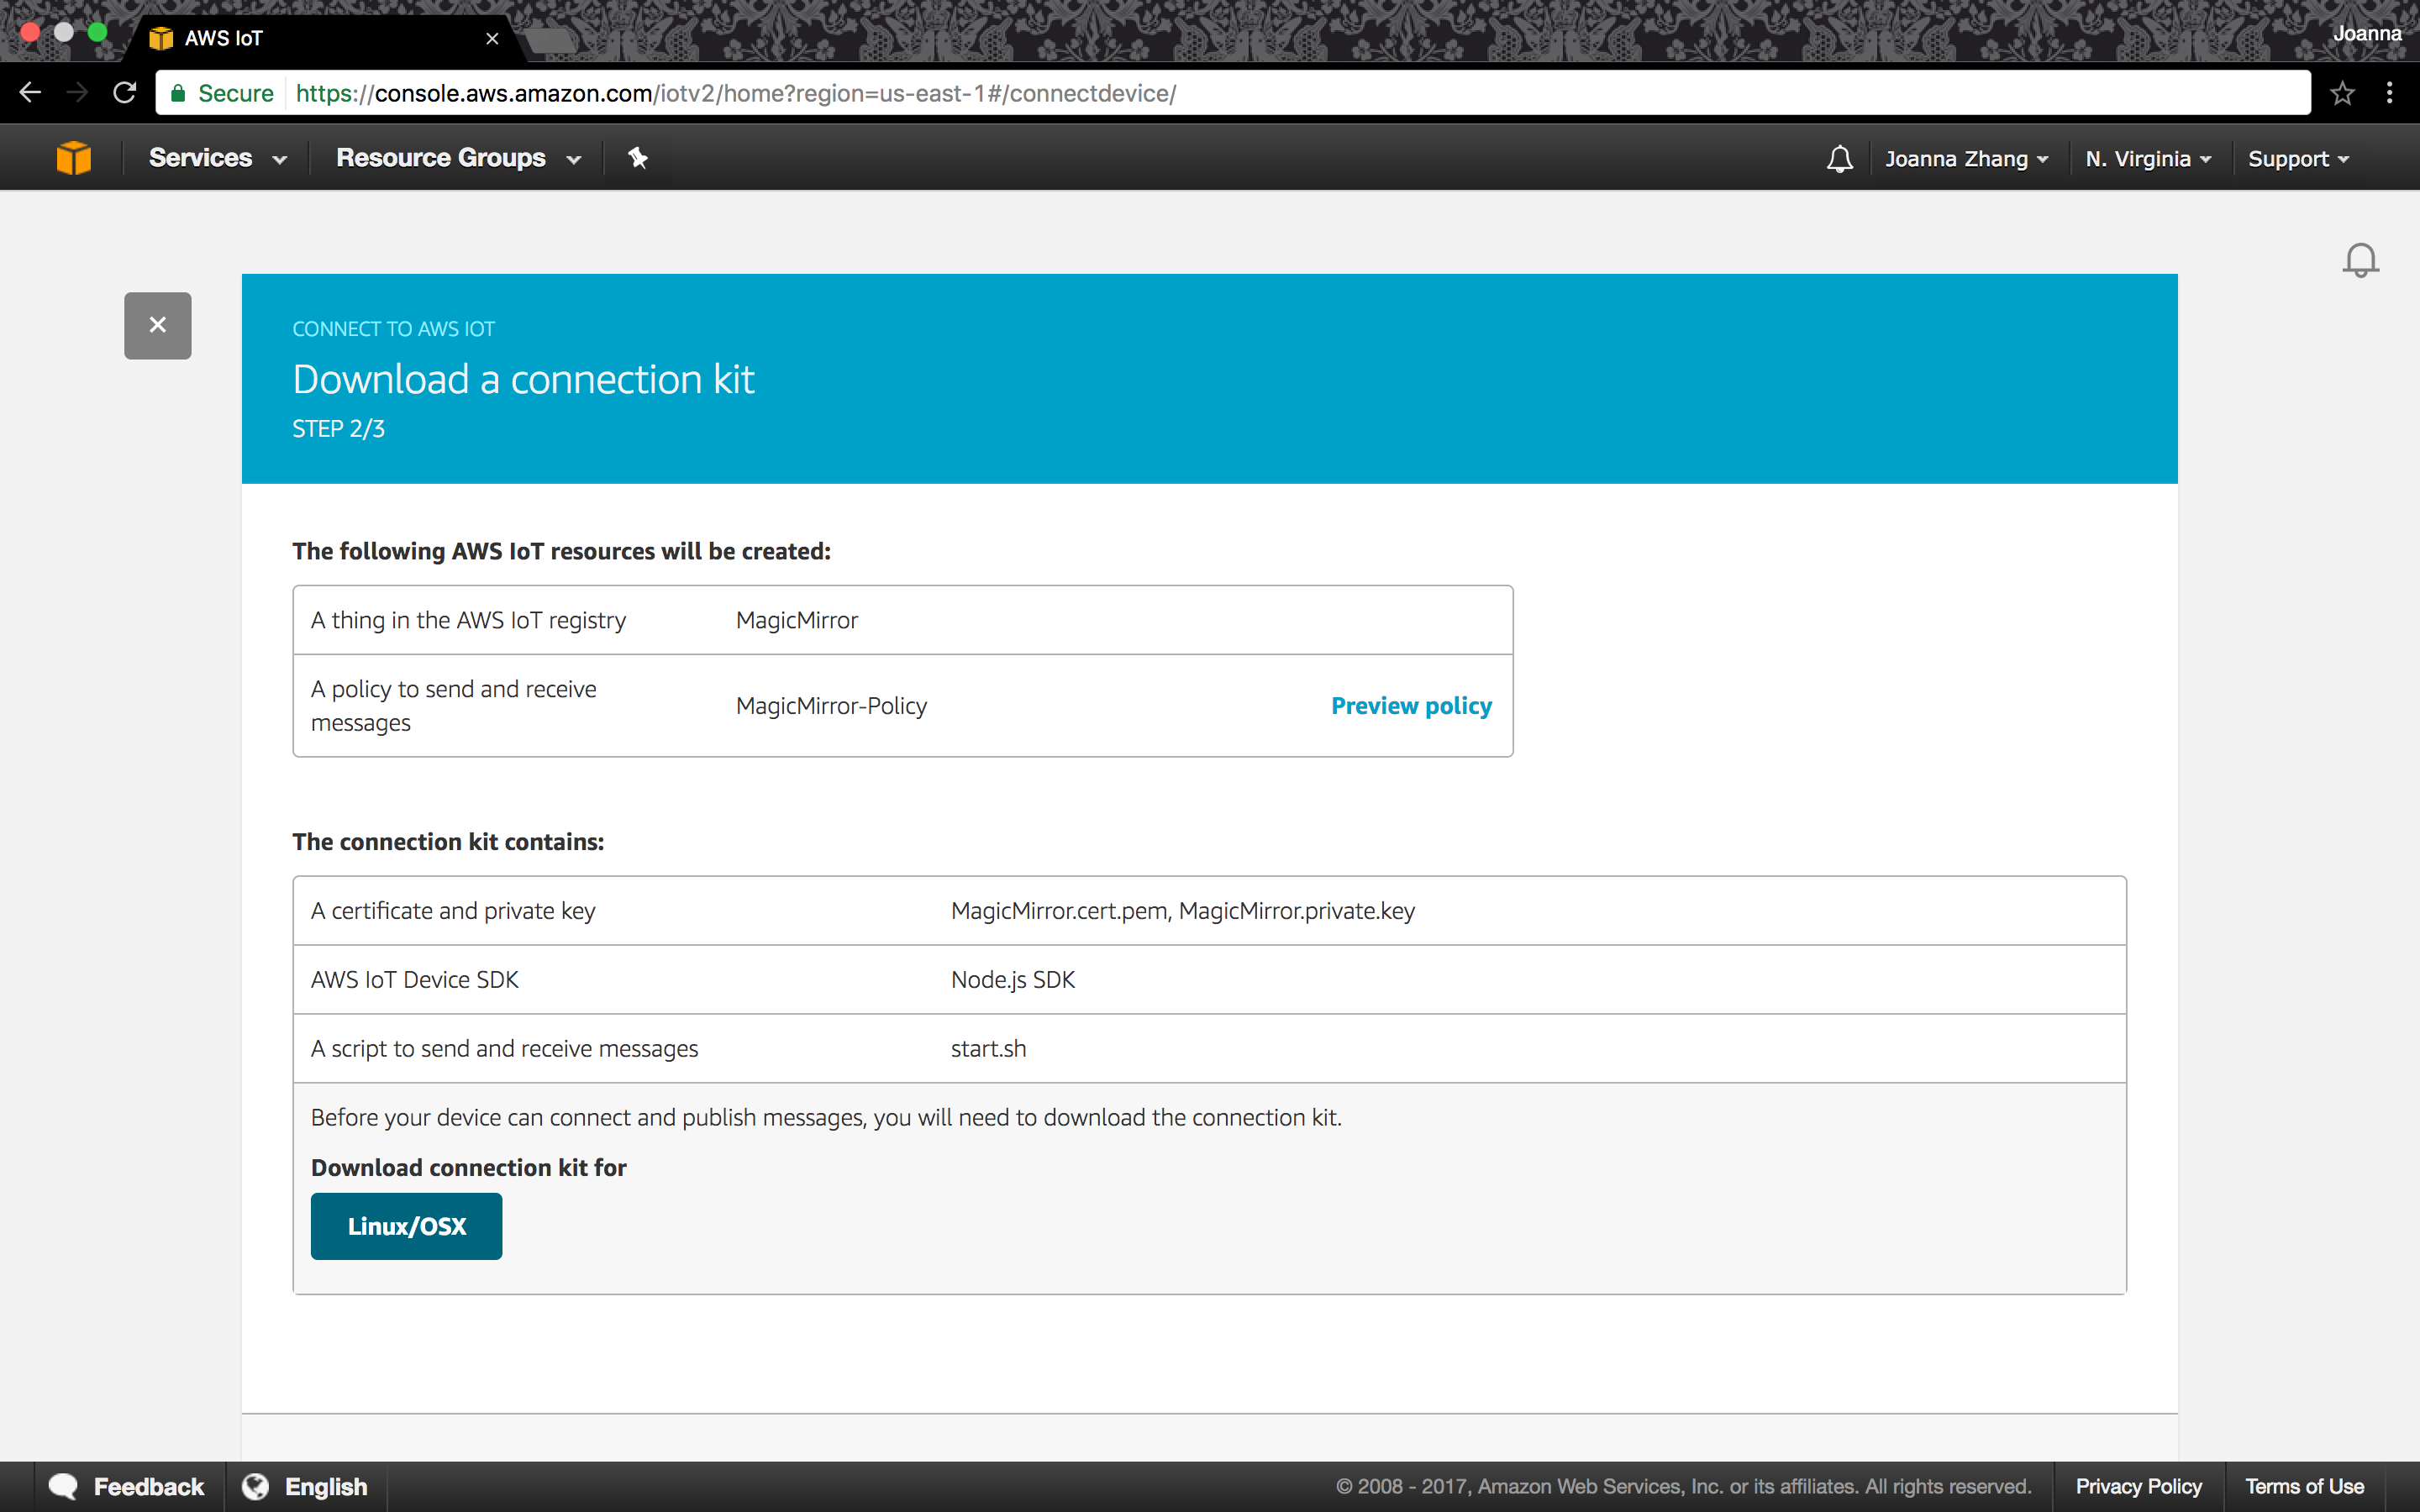 AWS IoT
Joanna
Secure https://console.aws.amazon.com/iotv2/home?region=us-east-1#/connectdevice/
Services Resource Groups Joanna Zhang N. Virginia Support
CONNECT TO AWS IOT
Download a connection kit
STEP 2/3
The following AWS IoT resources will be created:
A thing in the AWS IoT registry MagicMirror
A policy to send and receive
messages
MagicMirror-Policy Preview policy
The connection kit contains:
A certificate and private key MagicMirror.cert.pem, MagicMirror.private.key
AWS IoT Device SDK Node.js SDK
A script to send and receive messages start.sh
Before your device can connect and publish messages, you will need to download the connection kit.
Download connection kit for
Linux/OSX
Feedback English © 2008 - 2017, Amazon Web Services, Inc. or its affiliates. All rights reserved. Privacy Policy Terms of Use